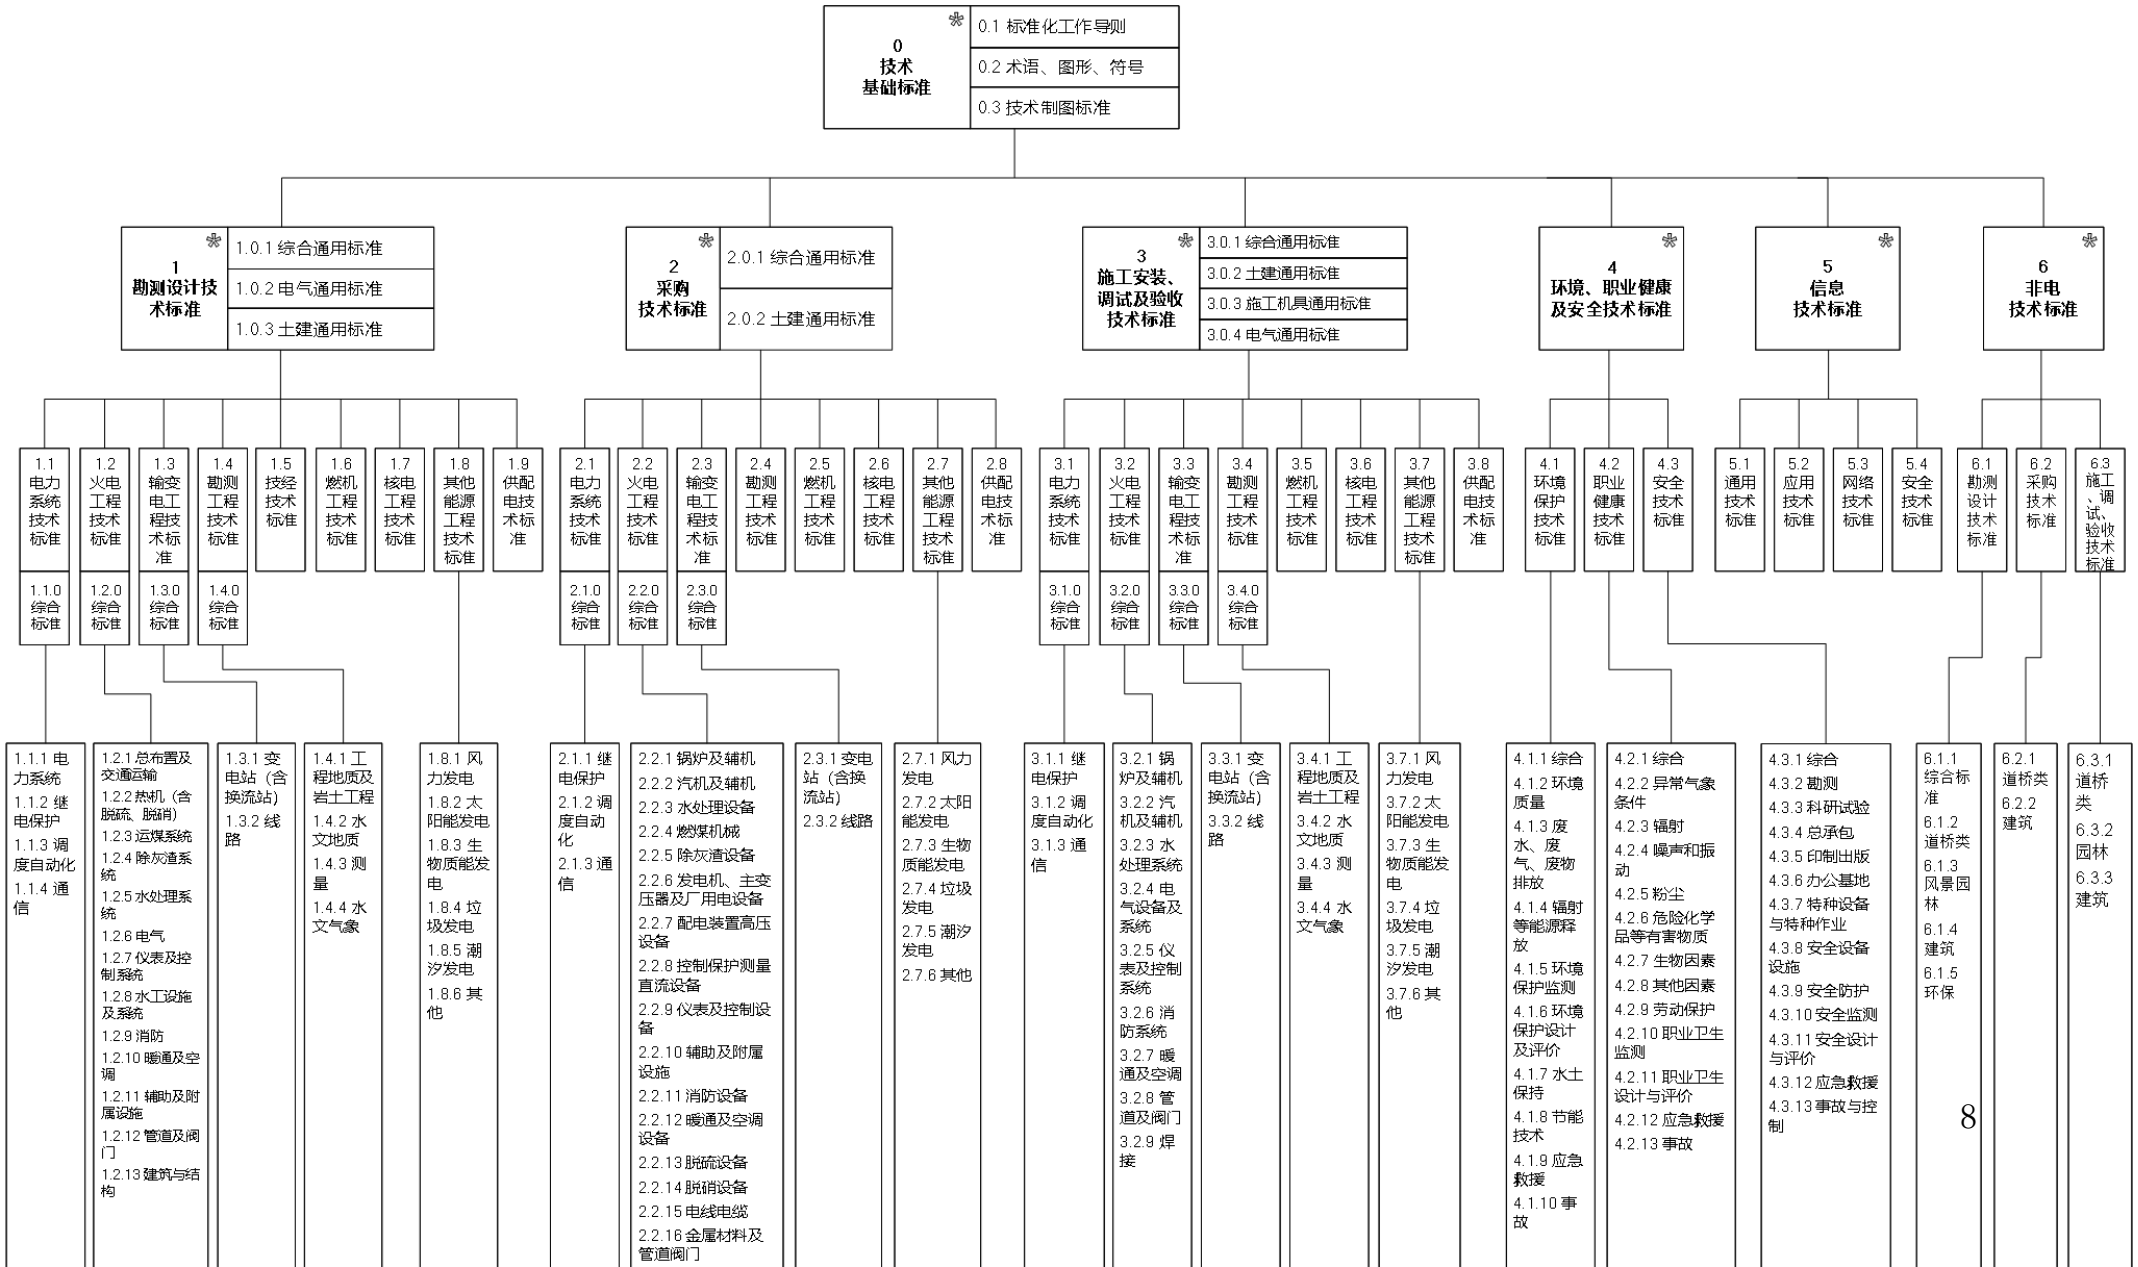 0
技术
基础标准
0.1 标准化工作导则
0.2 术语、图形、符号
0.3 技术制图标准
1
勘测设计技
术标准
1.0.1 综合通用标准
1.0.2 电气通用标准
1.0.3 土建通用标准
2
采购
技术标准
2.0.1 综合通用标准
2.0.2 土建通用标准
3
施工安装、
调试及验收
技术标准
3.0.1 综合通用标准
3.0.2 土建通用标准
3.0.3 施工机具通用标准
3.0.4 电气通用标准
4
环境、职业健康
及安全技术标准
5
信息
技术标准
6
非电
技术标准
1.1
电力
系统
技术
标准
1.2
火电
工程
技术
标准
1.3
输变
电工
程技
术标
准
1.4
勘测
工程
技术
标准
1.5
技经
技术
标准
1.6
燃机
工程
技术
标准
1.7
核电
工程
技术
标准
1.8
其他
能源
工程
技术
标准
1.9
供配
电技
术标
准
2.1
电力
系统
技术
标准
2.2
火电
工程
技术
标准
2.3
输变
电工
程技
术标
准
2.4
勘测
工程
技术
标准
2.5
燃机
工程
技术
标准
2.6
核电
工程
技术
标准
2.7
其他
能源
工程
技术
标准
2.8
供配
电技
术标
准
3.1
电力
系统
技术
标准
3.2
火电
工程
技术
标准
3.3
输变
电工
程技
术标
准
3.4
勘测
工程
技术
标准
3.5
燃机
工程
技术
标准
3.6
核电
工程
技术
标准
3.7
其他
能源
工程
技术
标准
3.8
供配
电技
术标
准
4.1
环境
保护
技术
标准
4.2
职业
健康
技术
标准
4.3
安全
技术
标准
5.1
通用
技术
标准
5.2
应用
技术
标准
5.3
网络
技术
标准
5.4
安全
技术
标准
6.1
勘测
设计
技术
标准
6.2
采购
技术
标准
6.3
施工
、调
试、
验收
技术
标准
1.1.0
综合
标准
1.2.0
综合
标准
1.3.0
综合
标准
1.4.0
综合
标准
2.1.0
综合
标准
2.2.0
综合
标准
2.3.0
综合
标准
3.1.0
综合
标准
3.2.0
综合
标准
3.3.0
综合
标准
3.4.0
综合
标准
1.1.1 电
力系统
1.1.2 继
电保护
1.1.3 调
度自动化
1.1.4 通
信
1.2.1 总布置及
交通运输
1.2.2 热机（含
脱硫、脱硝）
1.2.3 运煤系统
1.2.4 除灰渣系
统
1.2.5 水处理系
统
1.2.6 电气
1.2.7 仪表及控
制系统
1.2.8 水工设施
及系统
1.2.9 消防
1.2.10 暖通及空
调
1.2.11 辅助及附
属设施
1.2.12 管道及阀
门
1.2.13 建筑与结
构
1.3.1 变
电站（含
换流站）
1.3.2 线
路
1.4.1 工
程地质及
岩土工程
1.4.2 水
文地质
1.4.3 测
量
1.4.4 水
文气象
1.8.1 风
力发电
1.8.2 太
阳能发电
1.8.3 生
物质能发
电
1.8.4 垃
圾发电
1.8.5 潮
汐发电
1.8.6 其
他
2.1.1 继
电保护
2.1.2 调
度自动
化
2.1.3 通
信
2.2.1 锅炉及辅机
2.2.2 汽机及辅机
2.2.3 水处理设备
2.2.4 燃煤机械
2.2.5 除灰渣设备
2.2.6 发电机、主变
压器及厂用电设备
2.2.7 配电装置高压
设备
2.2.8 控制保护测量
直流设备
2.2.9 仪表及控制设
备
2.2.10 辅助及附属
设施
2.2.11 消防设备
2.2.12 暖通及空调
设备
2.2.13 脱硫设备
2.2.14 脱硝设备
2.2.15 电线电缆
2.2.16 金属材料及
管道阀门
2.3.1 变电
站（含换
流站）
2.3.2 线路
2.7.1 风力
发电
2.7.2 太阳
能发电
2.7.3 生物
质能发电
2.7.4 垃圾
发电
2.7.5 潮汐
发电
2.7.6 其他
3.1.1 继
电保护
3.1.2 调
度自动化
3.1.3 通
信
3.2.1 锅
炉及辅机
3.2.2 汽
机及辅机
3.2.3 水
处理系统
3.2.4 电
气设备及
系统
3.2.5 仪
表及控制
系统
3.2.6 消
防系统
3.2.7 暖
通及空调
3.2.8 管
道及阀门
3.2.9 焊
接
3.3.1 变
电站（含
换流站）
3.3.2 线
路
3.4.1 工
程地质及
岩土工程
3.4.2 水
文地质
3.4.3 测
量
3.4.4 水
文气象
3.7.1 风
力发电
3.7.2 太
阳能发电
3.7.3 生
物质能发
电
3.7.4 垃
圾发电
3.7.5 潮
汐发电
3.7.6 其
他
4.1.1 综合
4.1.2 环境
质量
4.1.3 废
水、废
气、废物
排放
4.1.4 辐射
等能源释
放
4.1.5 环境
保护监测
4.1.6 环境
保护设计
及评价
4.1.7 水土
保持
4.1.8 节能
技术
4.1.9 应急
救援
4.1.10 事
故
4.2.1 综合
4.2.2 异常气象
条件
4.2.3 辐射
4.2.4 噪声和振
动
4.2.5 粉尘
4.2.6 危险化学
品等有害物质
4.2.7 生物因素
4.2.8 其他因素
4.2.9 劳动保护
4.2.10 职业卫生
监测
4.2.11 职业卫生
设计与评价
4.2.12 应急救援
4.2.13 事故
4.3.1 综合
4.3.2 勘测
4.3.3 科研试验
4.3.4 总承包
4.3.5 印制出版
4.3.6 办公基地
4.3.7 特种设备
与特种作业
4.3.8 安全设备
设施
4.3.9 安全防护
4.3.10 安全监测
4.3.11 安全设计
与评价
4.3.12 应急救援
4.3.13 事故与控
制
6.1.1
综合标
准
6.1.2
道桥类
6.1.3
风景园
林
6.1.4
建筑
6.1.5
环保
6.2.1
道桥类
6.2.2
建筑
6.3.1
道桥
类
6.3.2
园林
6.3.3
建筑
8